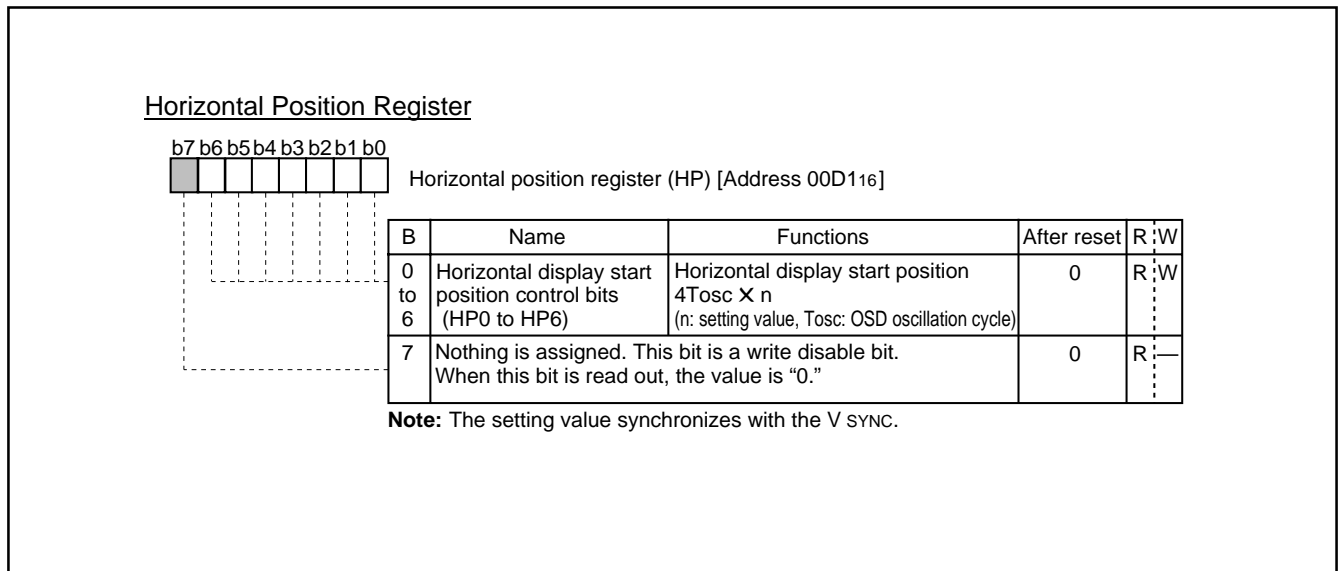 Horizontal Position Register
b7 b6 b5 b4 b3 b2 b1 b0
Horizontal position register (HP) [Address 00D116]
B Name Functions After reset R W
0 to 6 Horizontal display start position control bits (HP0 to HP6) Horizontal display start position 4Tosc X n (n: setting value, Tosc: OSD oscillation cycle) 0 R W
7 Nothing is assigned. This bit is a write disable bit. When this bit is read out, the value is “0.” 0 R —
Note: The setting value synchronizes with the V SYNC.